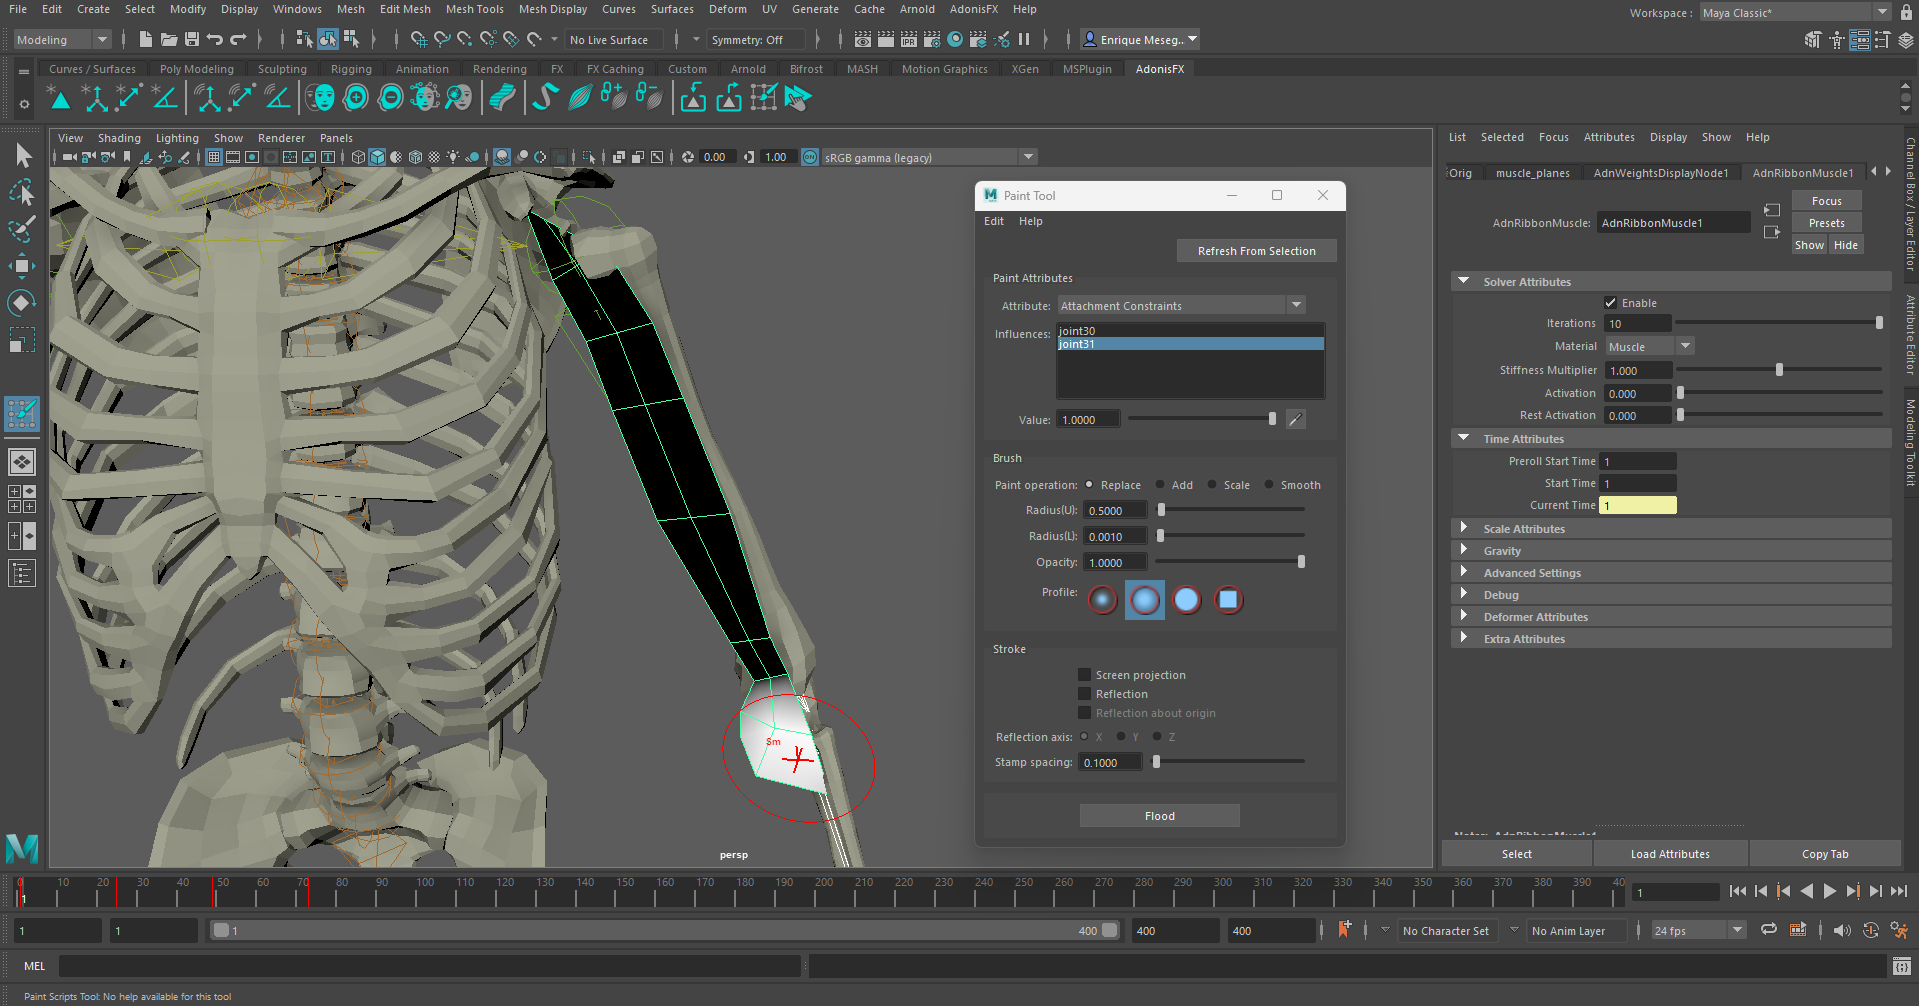 File Edit Create Select Modify Display Windows Mesh Edit Mesh Mesh Tools Mesh Display Curves Surfaces Deform UV Generate Cache Arnold AdonisFX Help
Workspace : Maya Classic*
Modeling No Live Surface Symmetry: Off IPR Enrique Meseg...
Curves / Surfaces Poly Modeling Sculpting Rigging Animation Rendering FX FX Caching Custom Arnold Bifrost MASH Motion Graphics XGen MSPlugin AdonisFX
View Shading Lighting Show Renderer Panels
0.00 1.00 ON sRGB gamma (legacy)
Sm
persp
Paint Tool
Edit Help
Refresh From Selection
Paint Attributes
Attribute: Attachment Constraints
Influences: joint30
joint31
Value: 1.0000
Brush
Paint operation: Replace Add Scale Smooth
Radius(U): 0.5000
Radius(L): 0.0010
Opacity: 1.0000
Profile:
Stroke
Screen projection
Reflection
Reflection about origin
Reflection axis: X Y Z
Stamp spacing: 0.1000
Flood
List Selected Focus Attributes Display Show Help
:Orig muscle_planes AdnWeightsDisplayNode1 AdnRibbonMuscle1
Focus
AdnRibbonMuscle: AdnRibbonMuscle1 Presets
Show Hide
Solver Attributes
Enable
Iterations 10
Material Muscle
Stiffness Multiplier 1.000
Activation 0.000
Rest Activation 0.000
Time Attributes
Preroll Start Time 1
Start Time 1
Current Time 1
Scale Attributes
Gravity
Advanced Settings
Debug
Deformer Attributes
Extra Attributes
Notes: AdnRibbonMuscle1
Select Load Attributes Copy Tab
Channel Box / Layer Editor
Attribute Editor
Modeling Toolkit
0 10 20 30 40 50 60 70 80 90 100 110 120 130 140 150 160 170 180 190 200 210 220 230 240 250 260 270 280 290 300 310 320 330 340 350 360 370 380 390 40
1 1
1 1 1 400 400 400 No Character Set No Anim Layer 24 fps
MEL
Paint Scripts Tool: No help available for this tool